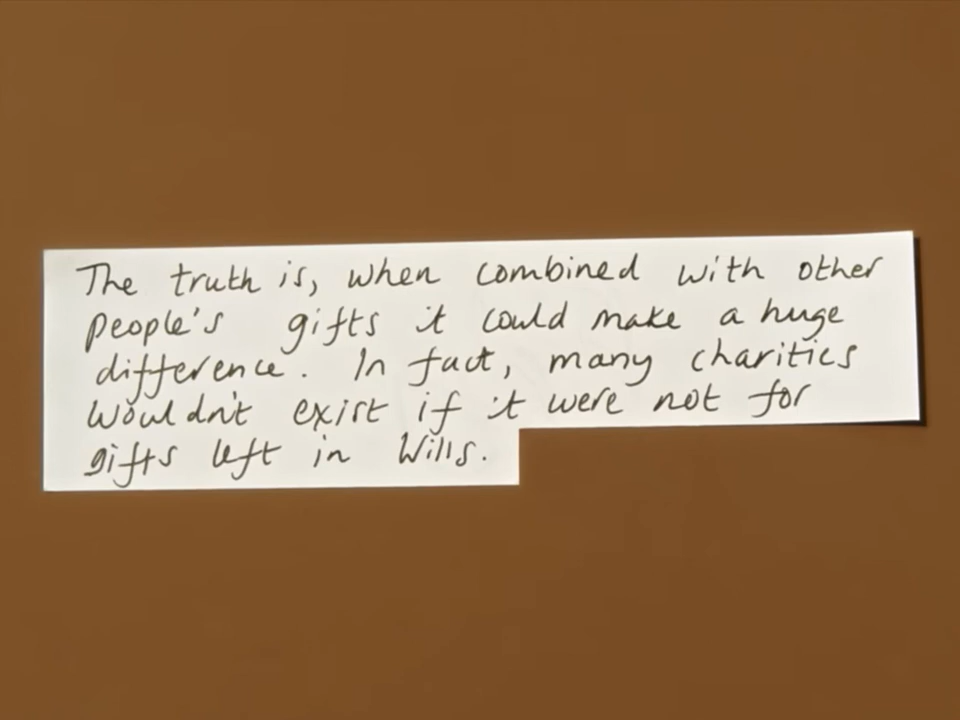 The truth is, when combined with other
people's gifts it could make a huge
difference. In fact, many charities
wouldn't exist if it were not for
gifts left in Wills.